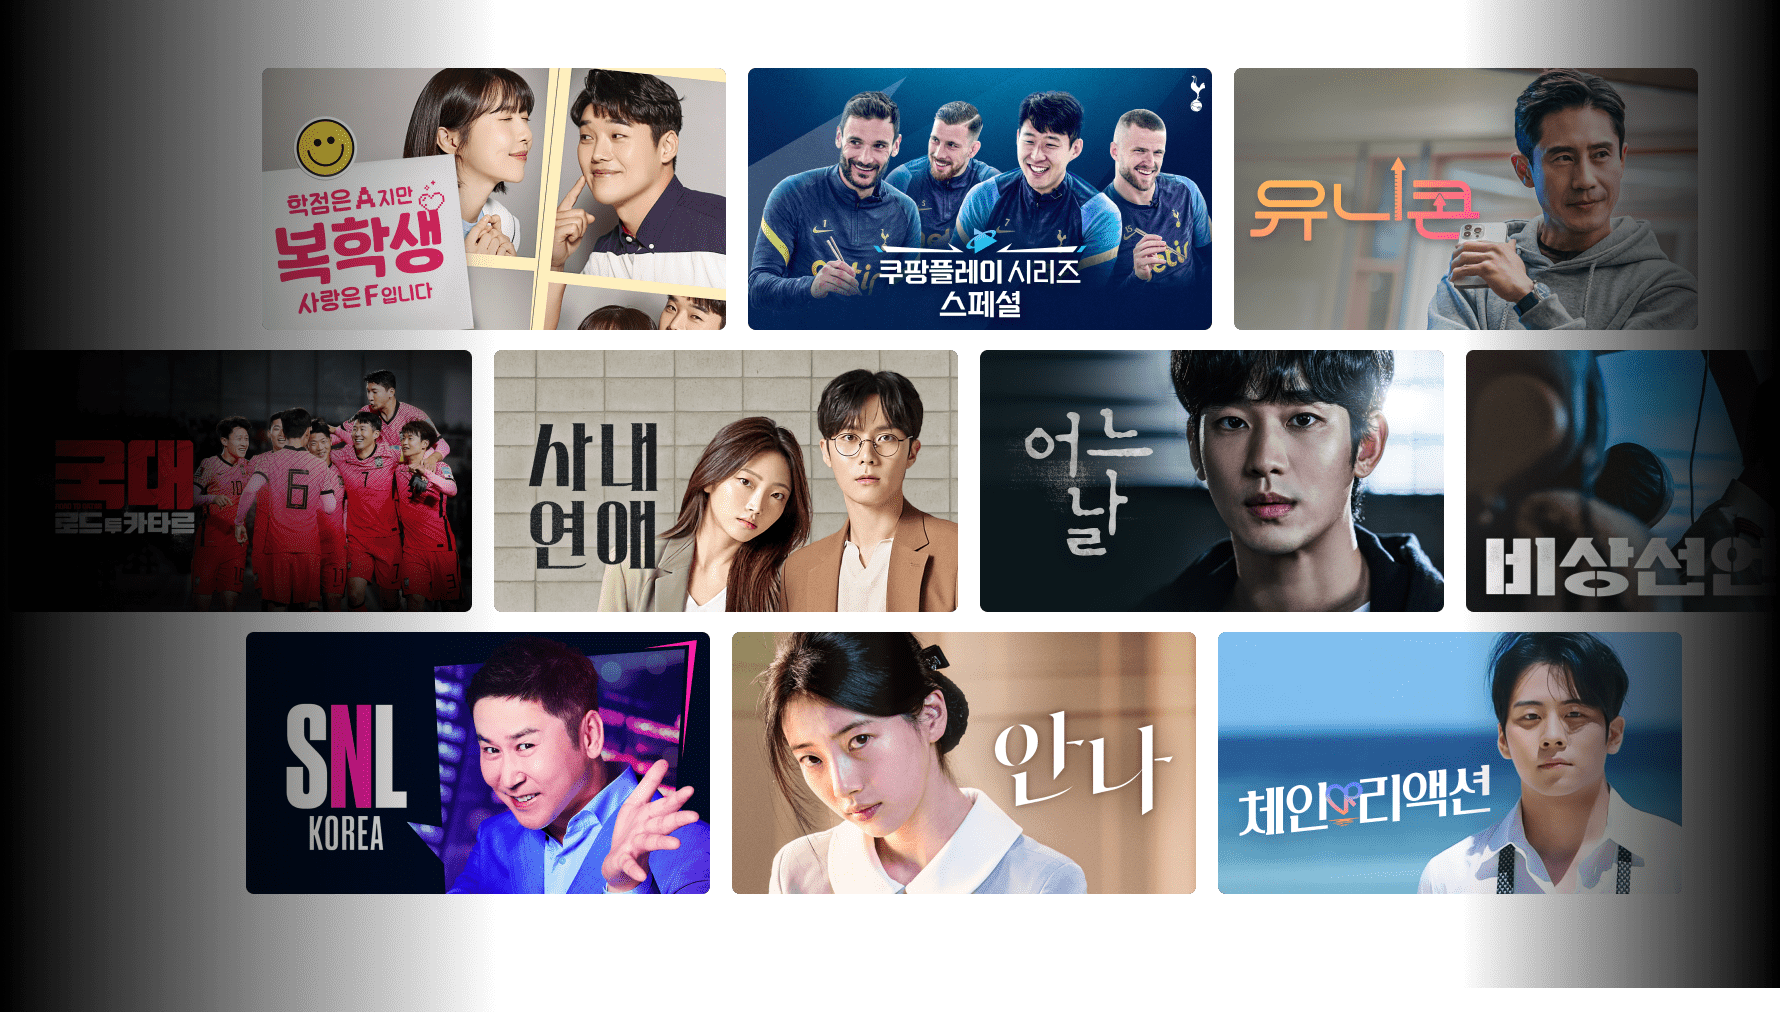 학점은 A지만
복학생
사랑은 F입니다
쿠팡플레이 시리즈
스페셜
유니콘
국대
로드 투 카타르
사내
연애
어느
날
비상선언
SNL
KOREA
안나
체인리액션